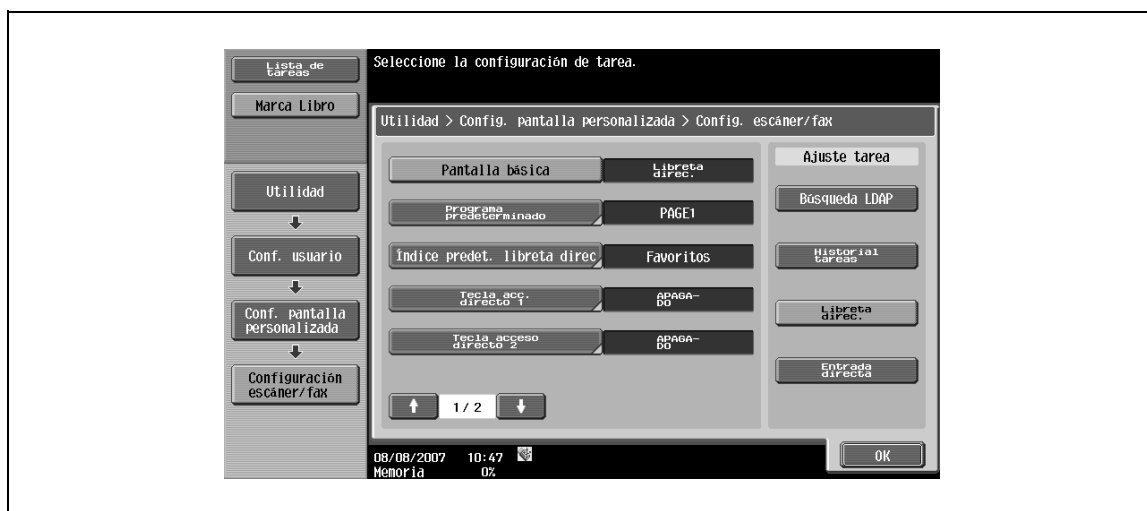 Lista de
tareas
Marca Libro
Utilidad
Conf. usuario
Conf. pantalla
personalizada
Configuración
escáner/fax
Seleccione la configuración de tarea.
Utilidad > Config. pantalla personalizada > Config. escáner/fax
Pantalla básica
Libreta
direc.
Programa
predeterminado
PAGE1
Índice predet. libreta direc
Favoritos
Tecla acc.
directo 1
APAGA-
DO
Tecla acceso
directo 2
APAGA-
DO
1/ 2
Ajuste tarea
Búsqueda LDAP
Historial
tareas
Libreta
direc.
Entrada
directa
08/08/2007 10:47
Memoria 0%
OK